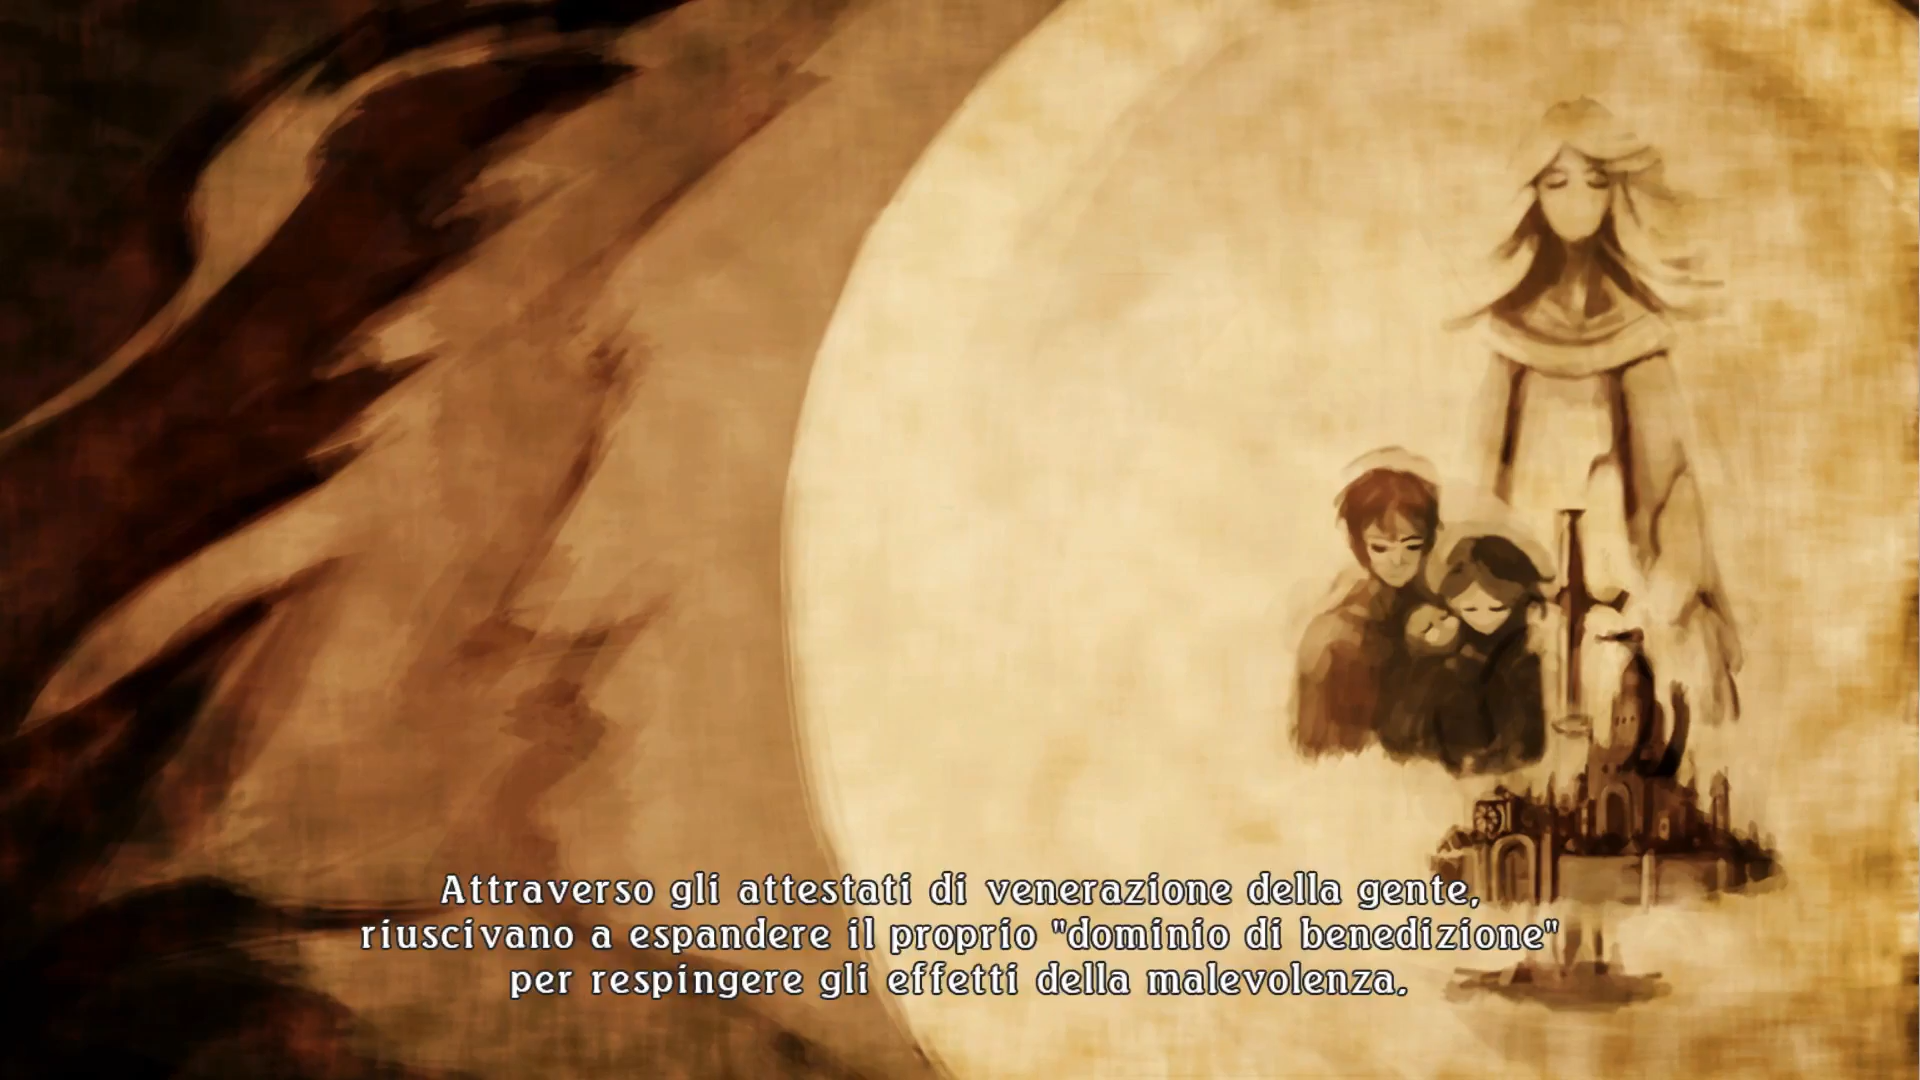 Attraverso gli attestati di venerazione della gente,
riuscivano a espandere il proprio "dominio di benedizione"
per respingere gli effetti della malevolenza.